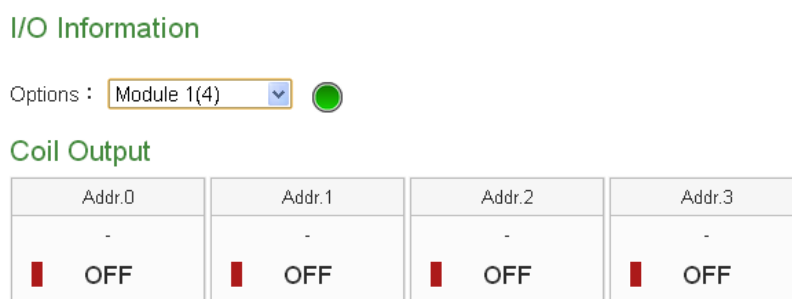 I/O Information
Options : Module 1(4)
Coil Output
Addr.0 Addr.1 Addr.2 Addr.3
- - - -
OFF OFF OFF OFF